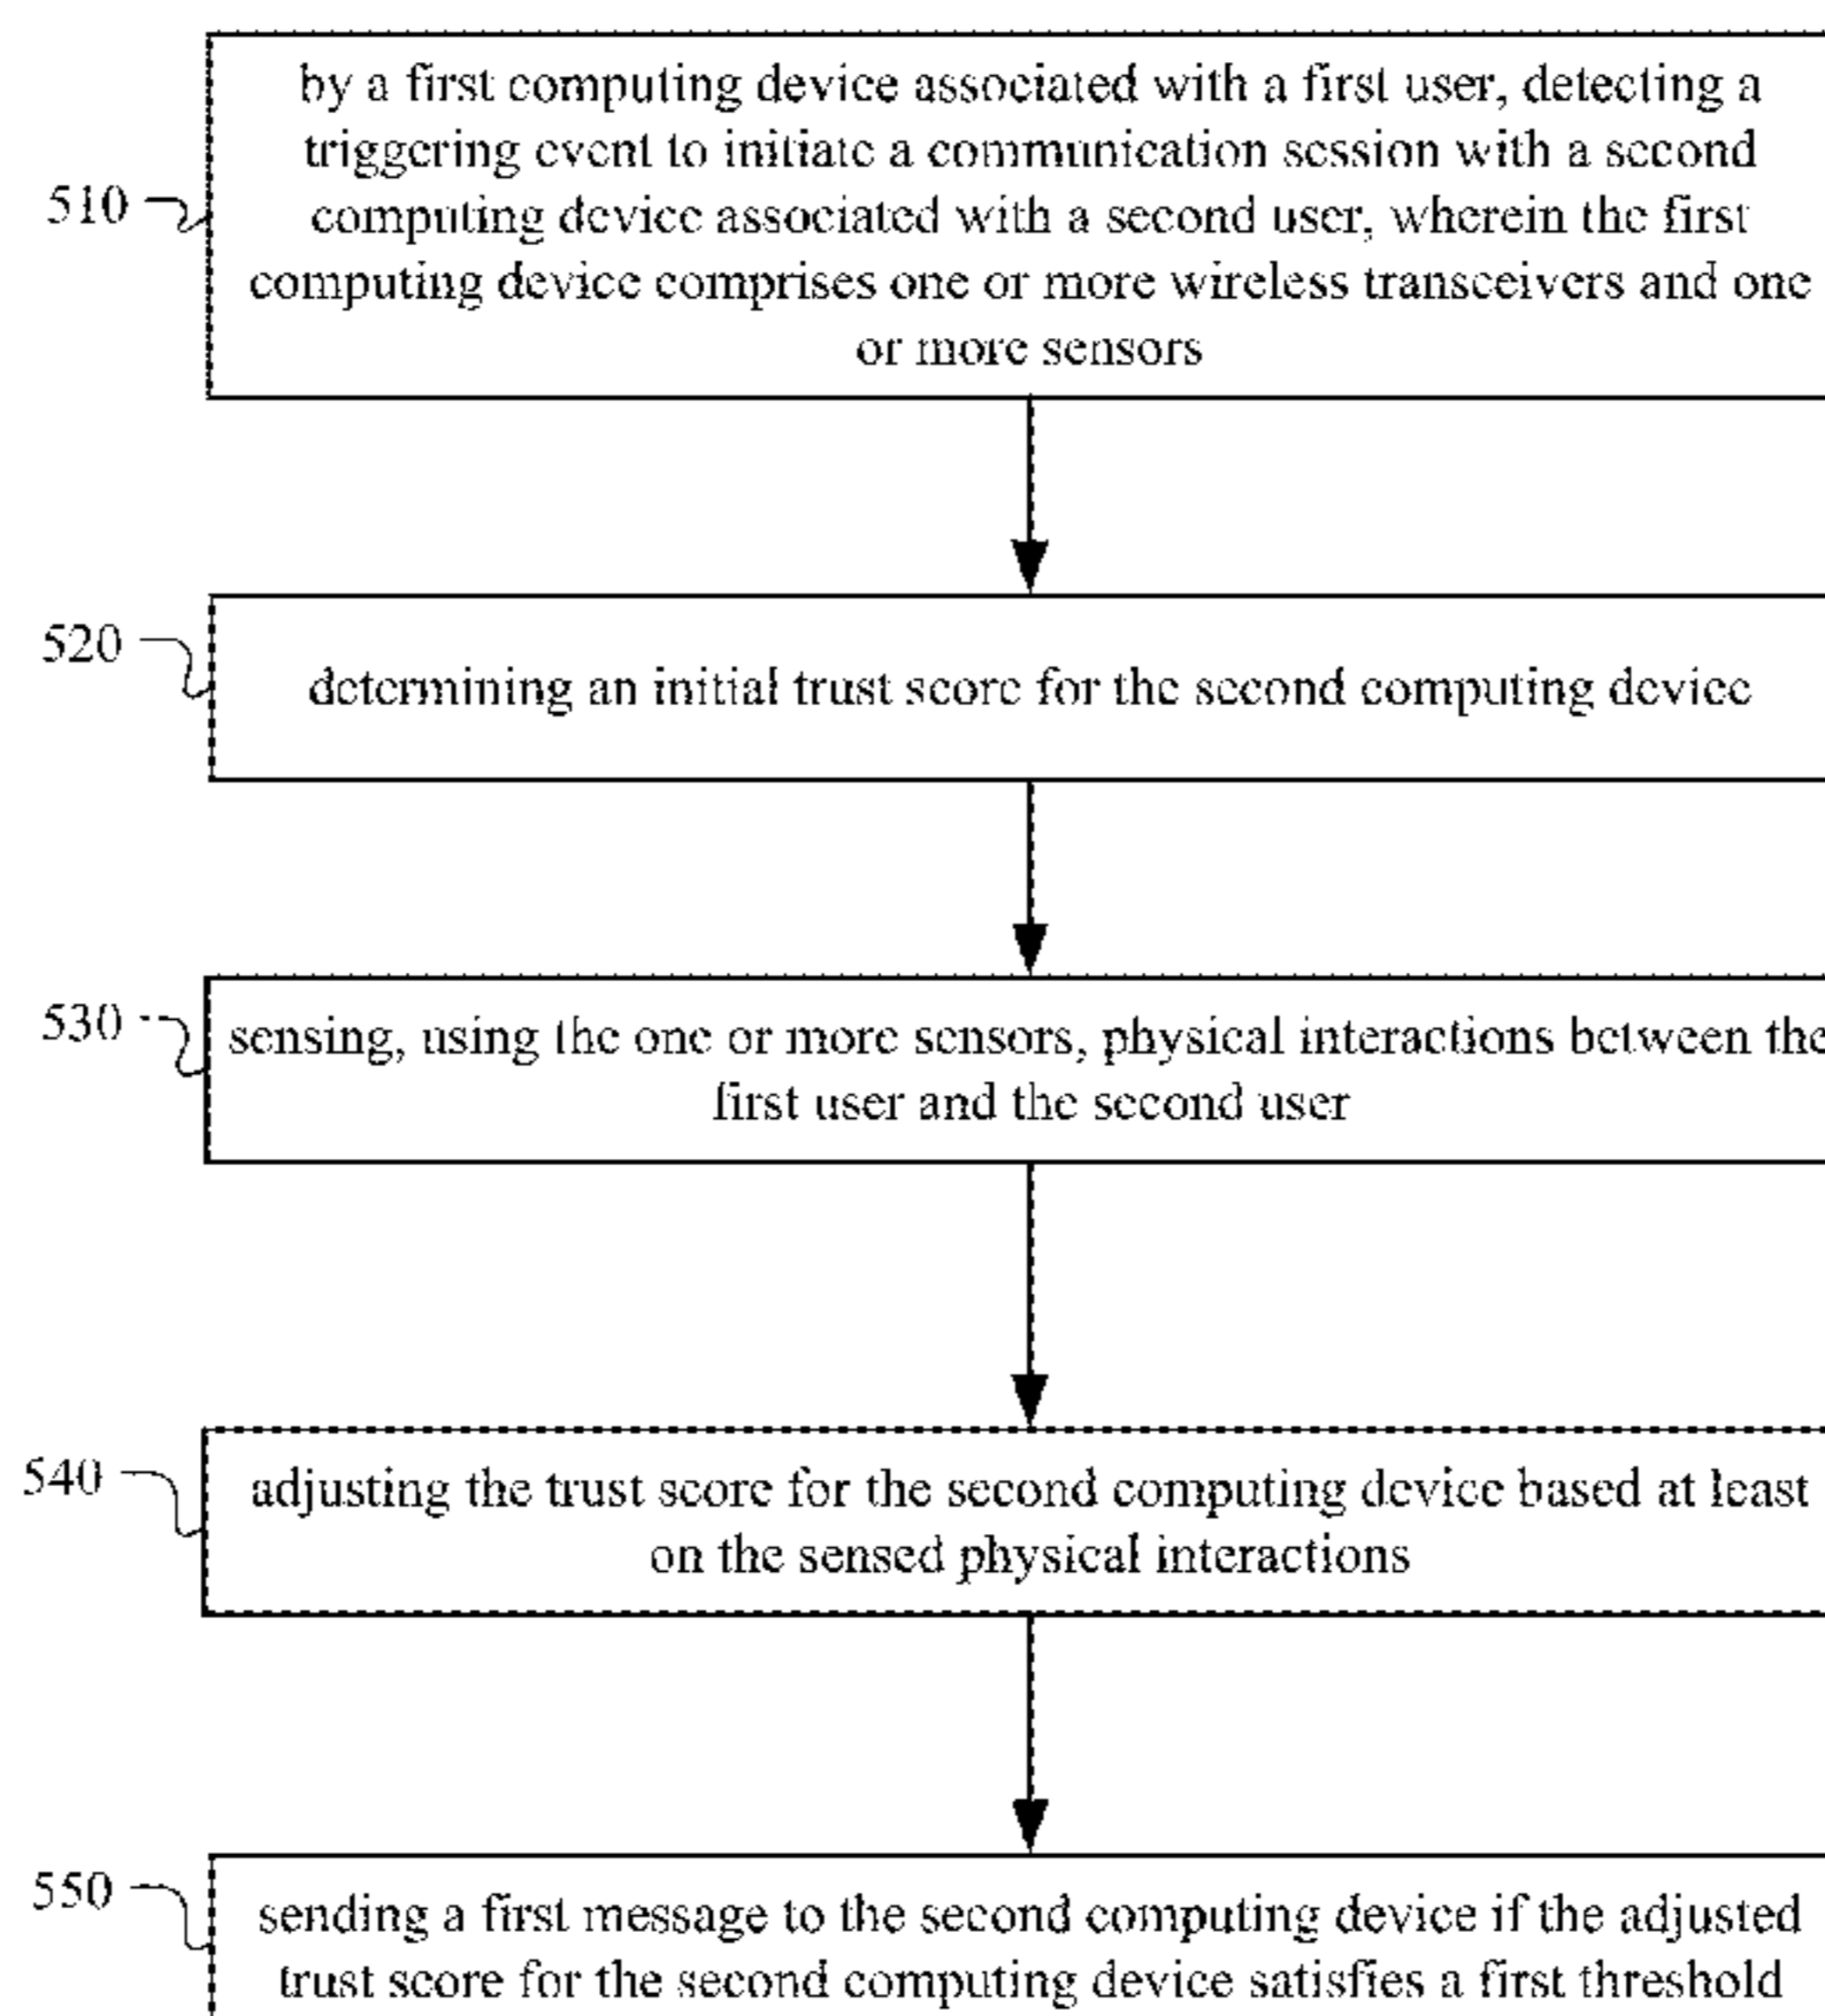 by a first computing device associated with a first user, detecting a
triggering event to initiate a communication session with a second
510
computing device associated with a second user, wherein the first
computing device comprises one or more wireless transceivers and one
or more sensors
520
determining an initial trust score for the second computing device
530
sensing, using the one or more sensors, physical interactions between the
first user and the second user
540
adjusting the trust score for the second computing device based at least
on the sensed physical interactions
550
sending a first message to the second computing device if the adjusted
trust score for the second computing device satisfies a first threshold